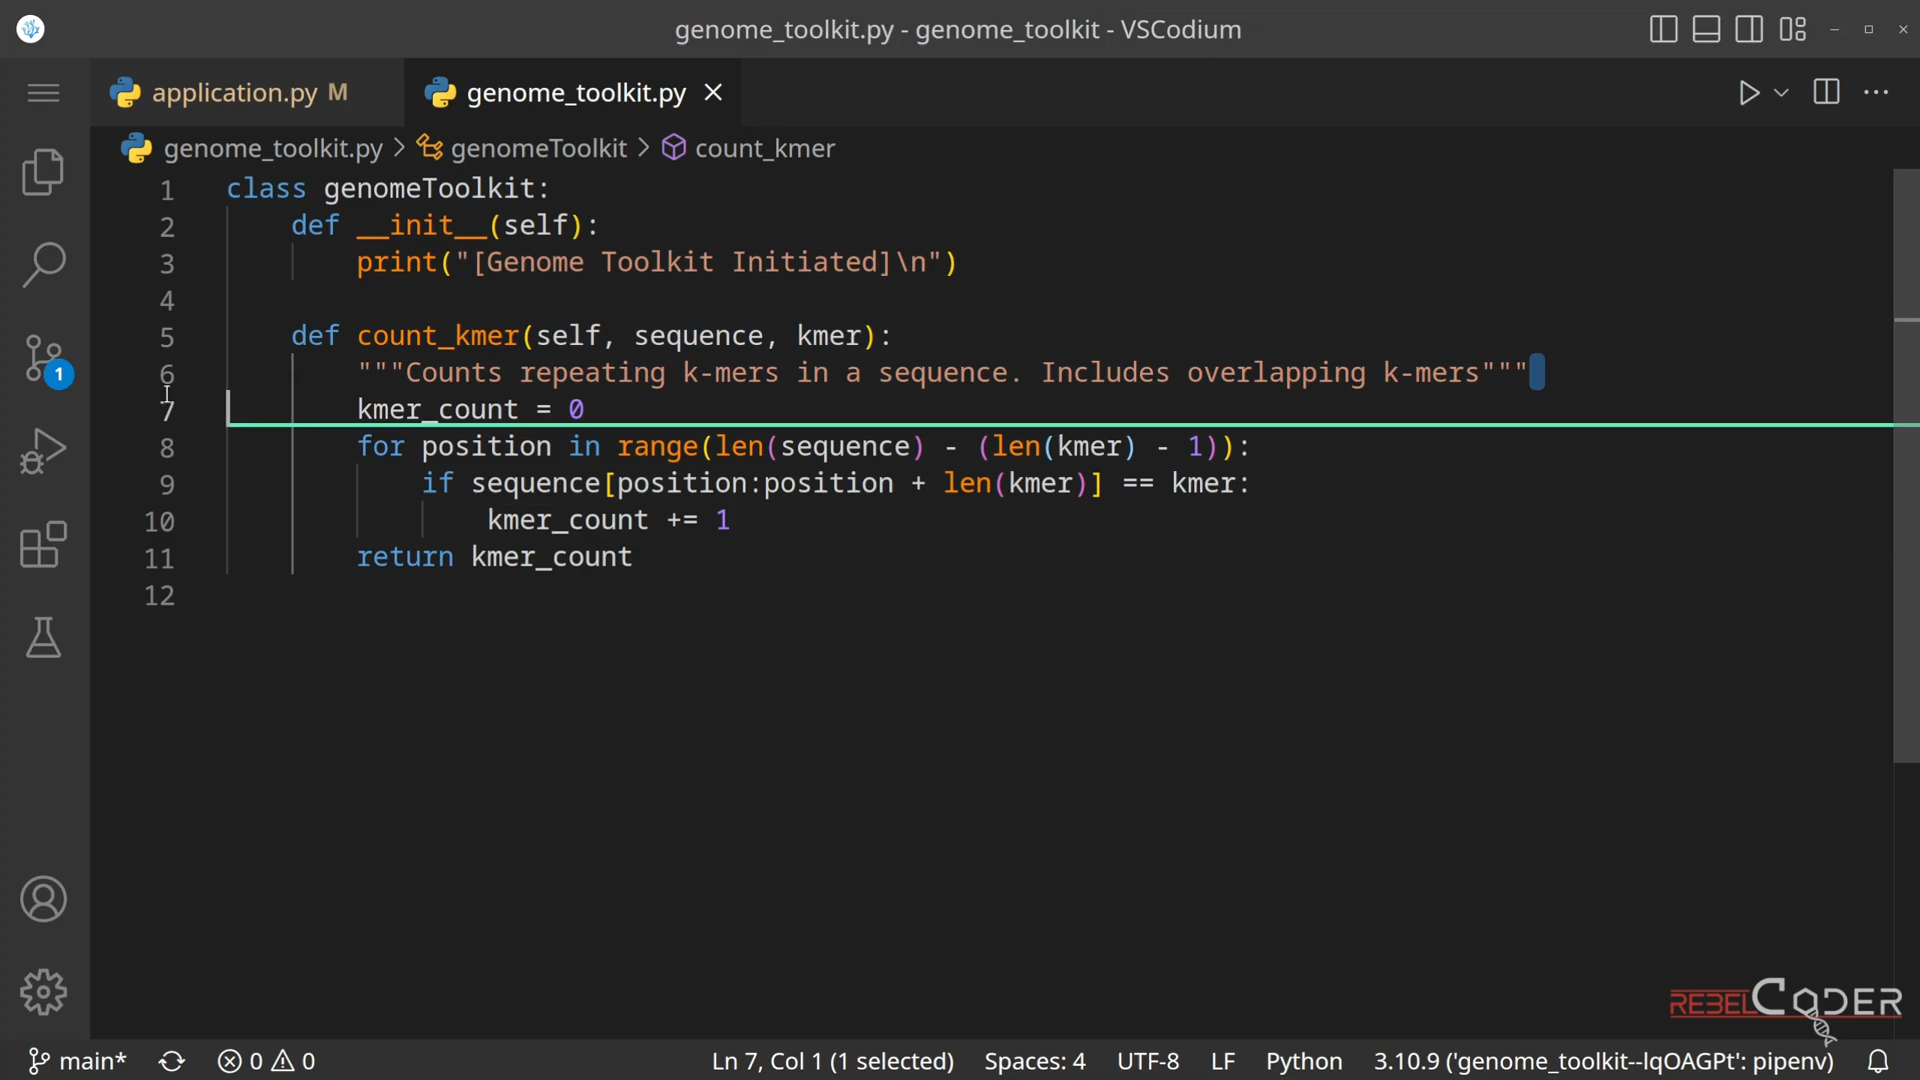 genome_toolkit.py - genome_toolkit - VSCodium
application.py M
genome_toolkit.py
genome_toolkit.py > genomeToolkit > count_kmer
1 class genomeToolkit:
2 def __init__(self):
3 print("[Genome Toolkit Initiated]\n")
4
5 def count_kmer(self, sequence, kmer):
6 """Counts repeating k-mers in a sequence. Includes overlapping k-mers"""
7 kmer_count = 0
8 for position in range(len(sequence) - (len(kmer) - 1)):
9 if sequence[position:position + len(kmer)] == kmer:
10 kmer_count += 1
11 return kmer_count
12
1
REBELCODER
main* 0 0 Ln 7, Col 1 (1 selected) Spaces: 4 UTF-8 LF Python 3.10.9 ('genome_toolkit--lqOAGPt': pipenv)